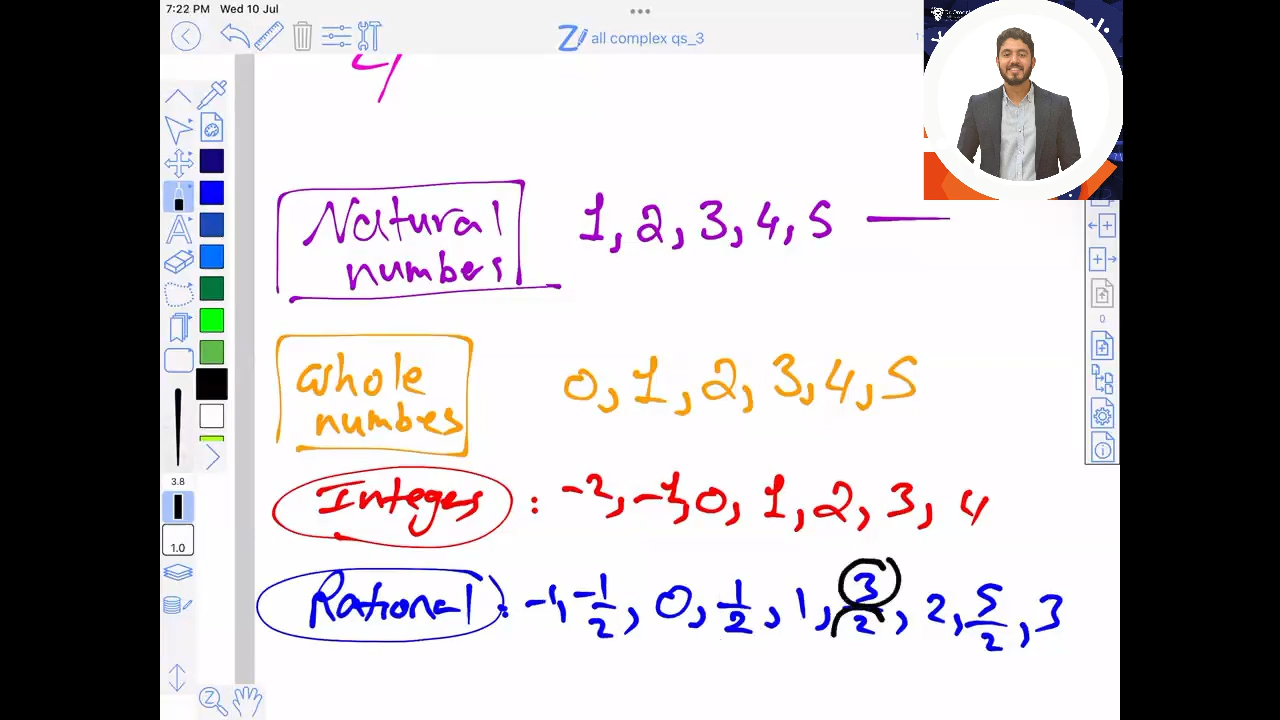 7:22 PM Wed 10 Jul
all complex qs_3
4
Natural 1, 2, 3, 4, 5
numbers
Whole 0, 1, 2, 3, 4, 5
numbers
Integers : -2, -1, 0, 1, 2, 3, 4
3.8
Rational : -1, -1/2, 0, 1/2, 1, 3/2, 2, 5/2, 3
1.0
0